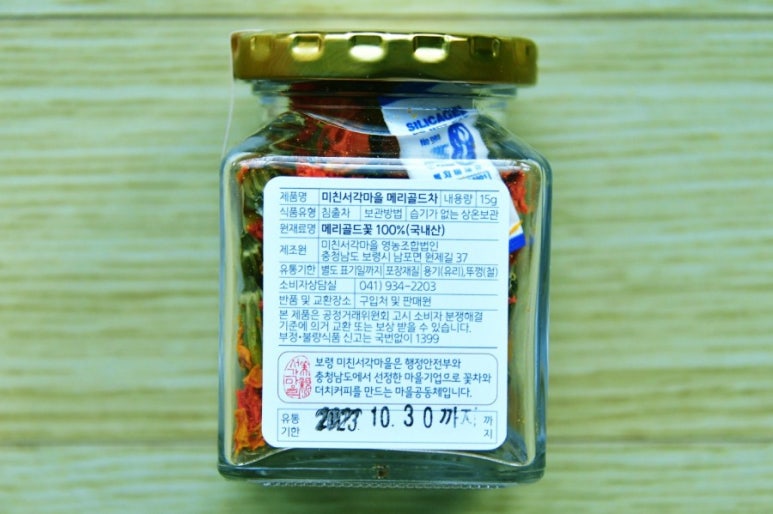 SILICAGEL
제품명 미친서각마을 메리골드차 내용량 15g
식품유형 침출차 보관방법 습기가 없는 상온보관
원재료명 메리골드꽃 100%(국내산)
제조원 미친서각마을 영농조합법인
충청남도 보령시 남포면 원제길 37
유통기한 별도 표기일까지 포장재질 용기(유리),뚜껑(철)
소비자상담실 041) 934-2203
반품 및 교환장소 구입처 및 판매원
본 제품은 공정거래위원회 고시 소비자 분쟁해결
기준에 의거 교환 또는 보상 받을 수 있습니다.
부정·불량식품 신고는 국번없이 1399
보령 미친서각마을은 행정안전부와
충청남도에서 선정한 마을기업으로 꽃차와
더치커피를 만드는 마을공동체입니다.
유통기한 2023. 10. 30까지 까지